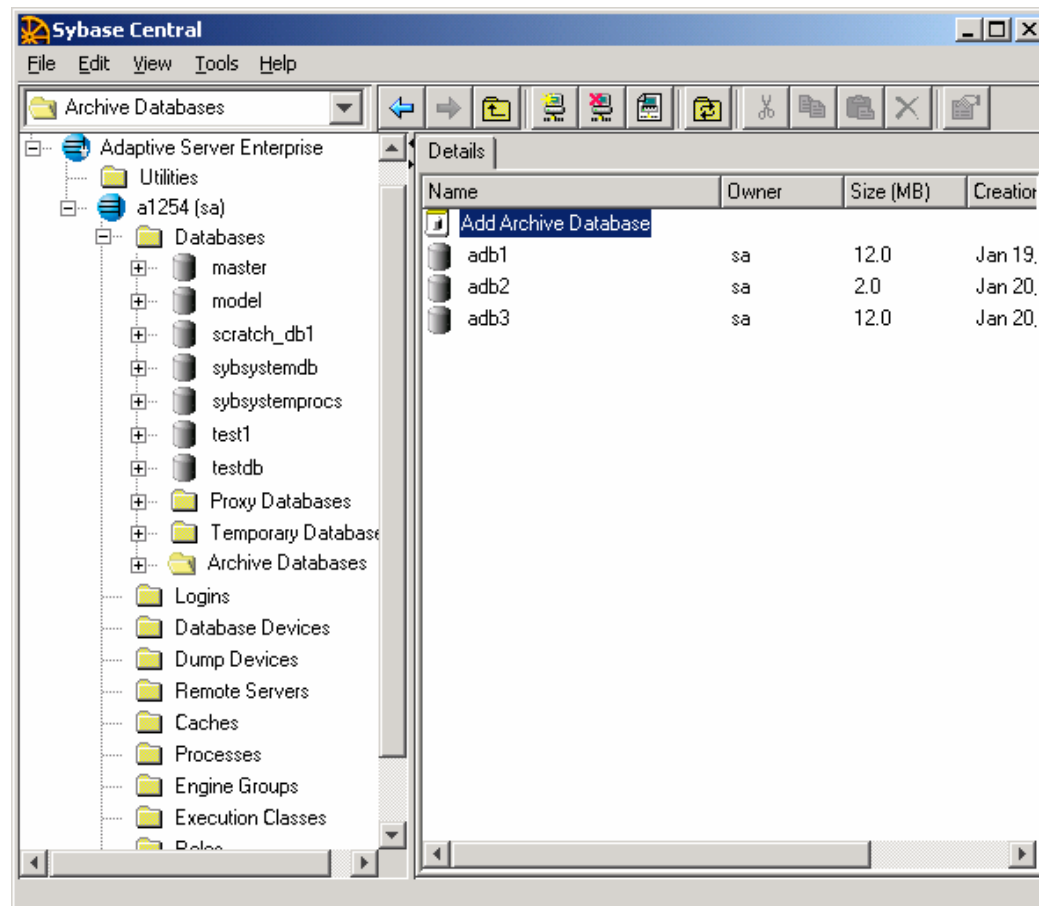 Sybase Central
File Edit View Tools Help
Archive Databases
Adaptive Server Enterprise
Utilities
a1254 (sa)
Databases
master
model
scratch_db1
sybsystemdb
sybsystemprocs
test1
testdb
Proxy Databases
Temporary Database
Archive Databases
Logins
Database Devices
Dump Devices
Remote Servers
Caches
Processes
Engine Groups
Execution Classes
Roles
Details
Name Owner Size (MB) Creation
Add Archive Database
adb1 sa 12.0 Jan 19,
adb2 sa 2.0 Jan 20,
adb3 sa 12.0 Jan 20,